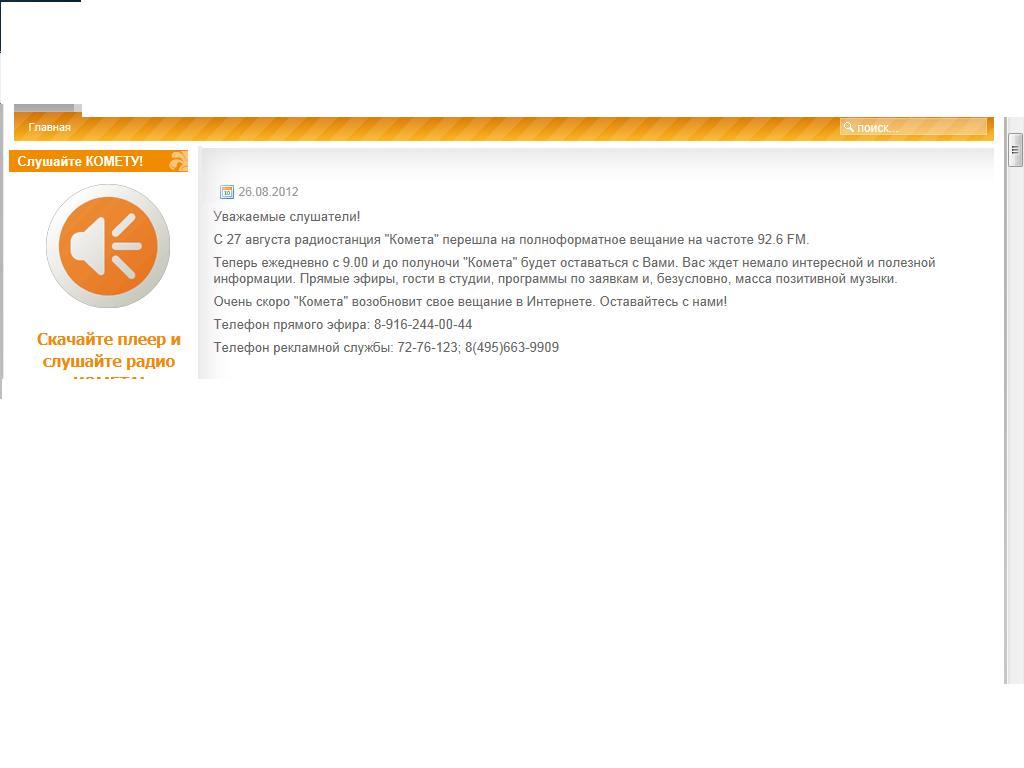 Главная
поиск...
Слушайте КОМЕТУ!
Скачайте плеер и
слушайте радио
26.08.2012
Уважаемые слушатели!
С 27 августа радиостанция "Комета" перешла на полноформатное вещание на частоте 92.6 FM.
Теперь ежедневно с 9.00 и до полуночи "Комета" будет оставаться с Вами. Вас ждет немало интересной и полезной
информации. Прямые эфиры, гости в студии, программы по заявкам и, безусловно, масса позитивной музыки.
Очень скоро "Комета" возобновит свое вещание в Интернете. Оставайтесь с нами!
Телефон прямого эфира: 8-916-244-00-44
Телефон рекламной службы: 72-76-123; 8(495)663-9909